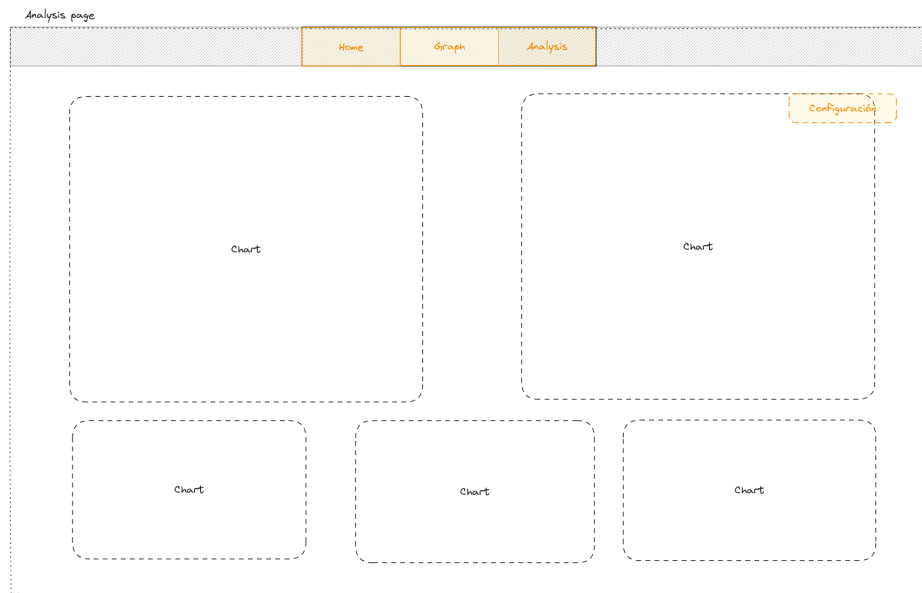 Analysis page
Home
Graph
Analysis
Configuración
Chart
Chart
Chart
Chart
Chart